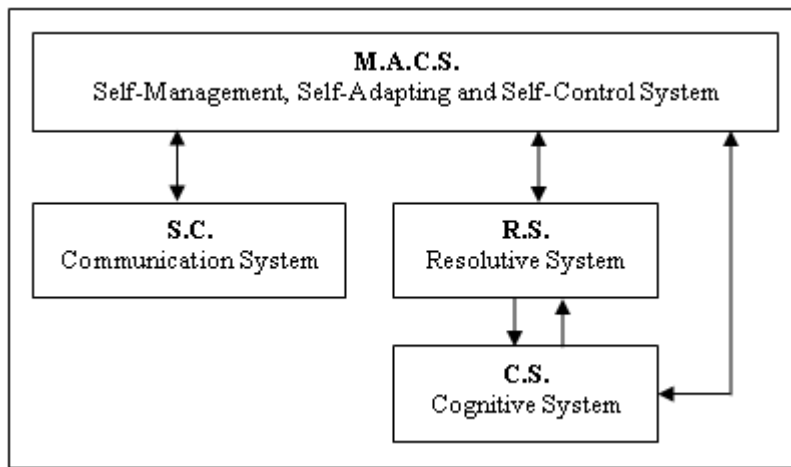 M.A.C.S.
Self-Management, Self-Adapting and Self-Control System
S.C.
Communication System
R.S.
Resolutive System
C.S.
Cognitive System